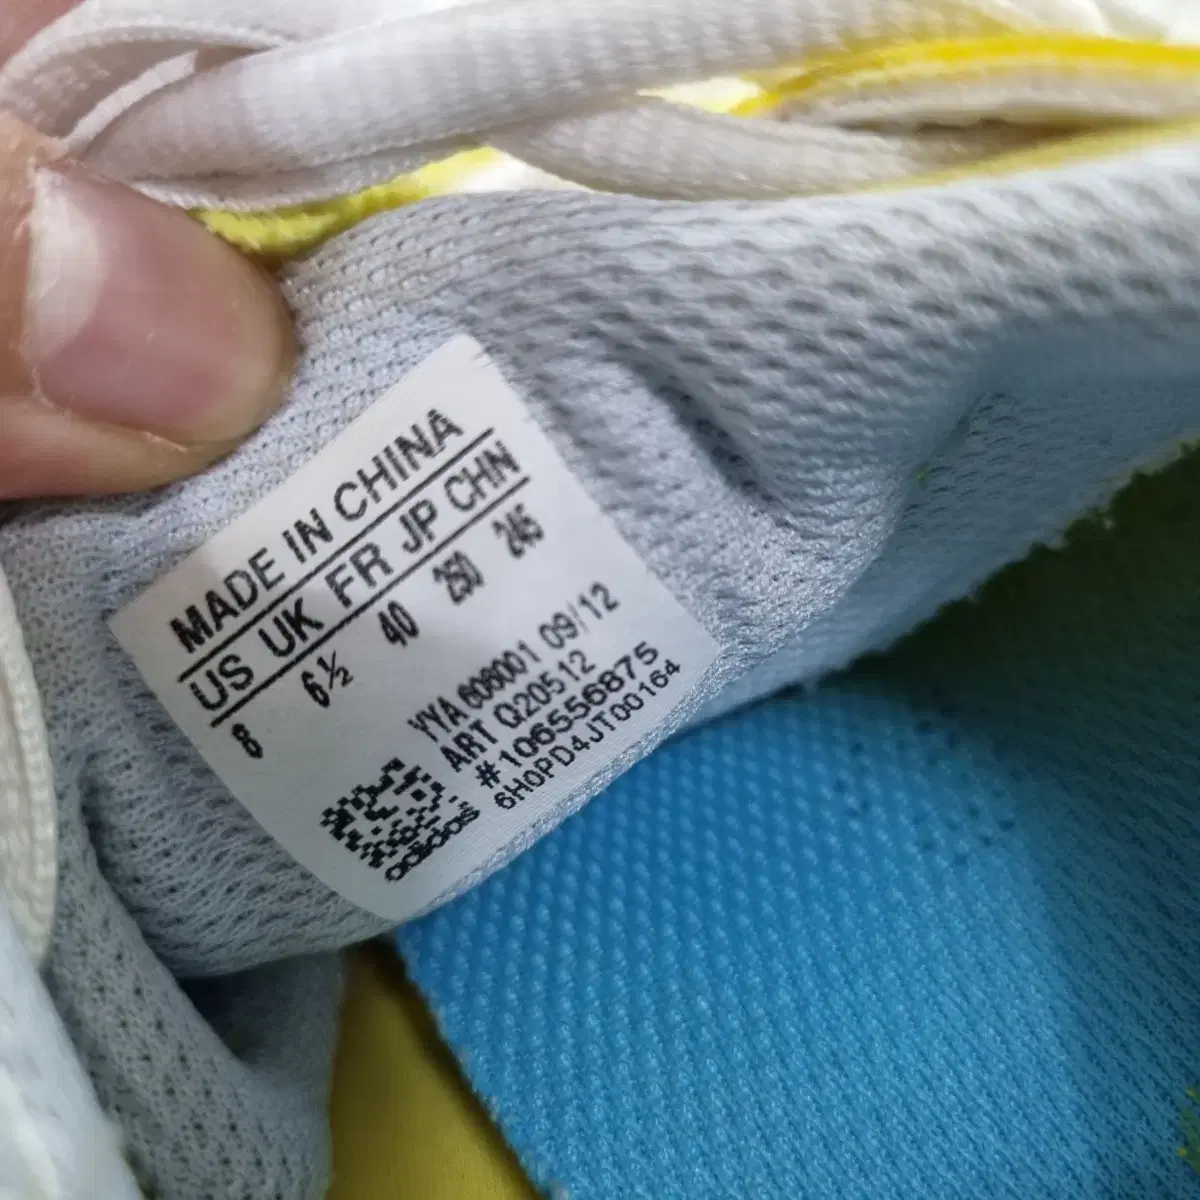 MADE IN CHINA
US UK FR JP CHN
8 6½ 40 250 245
YYA 606001 09/12
ART Q20512
#106556875
6H0PD4JT00164
adidas